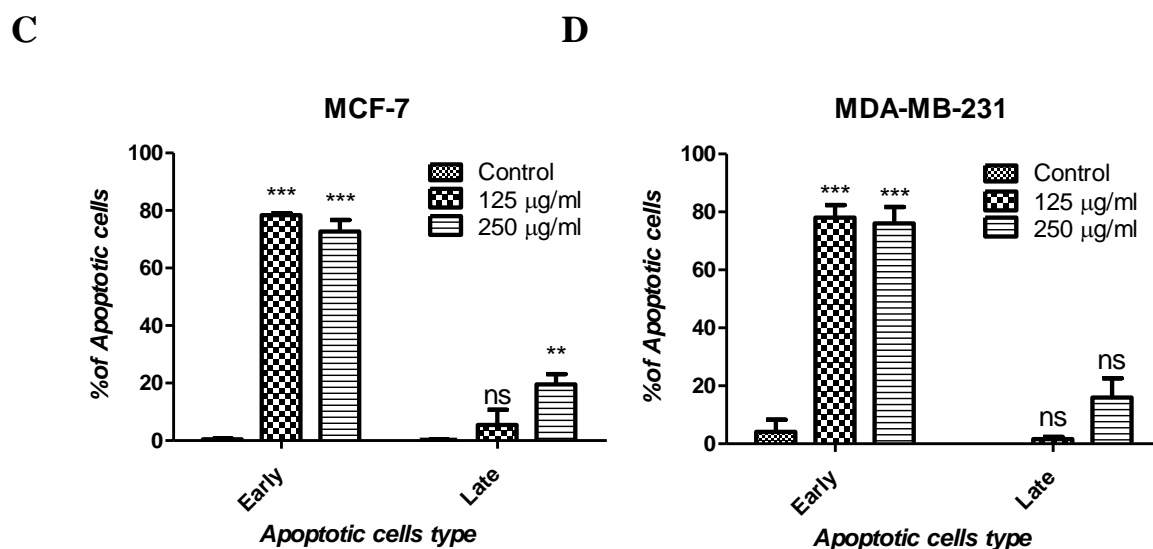 C
D
MCF-7
100
80
60
40
20
0
%of Apoptotic cells
Control
125 μg/ml
250 μg/ml
***
***
ns
**
Early
Late
Apoptotic cells type
MDA-MB-231
100
80
60
40
20
0
%of Apoptotic cells
Control
125 μg/ml
250 μg/ml
***
***
ns
ns
Early
Late
Apoptotic cells type